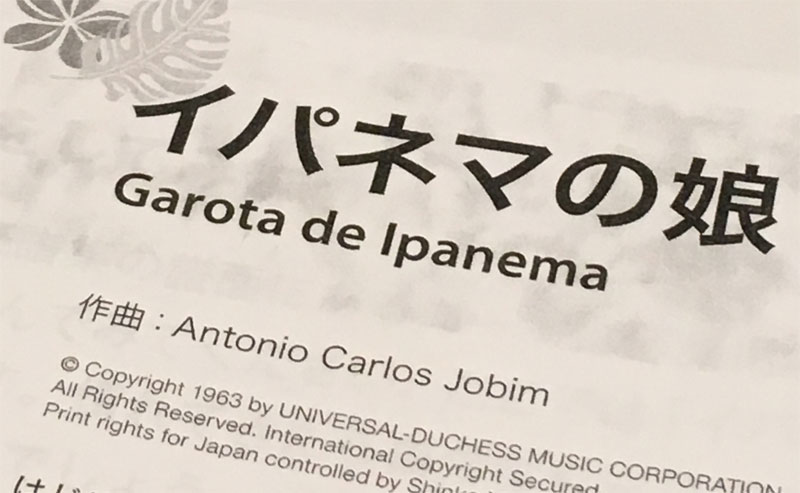 イパネマの娘
Garota de Ipanema
作曲：Antonio Carlos Jobim
© Copyright 1963 by UNIVERSAL-DUCHESS MUSIC CORPORATION
All Rights Reserved. International Copyright Secured.
Print rights for Japan controlled by